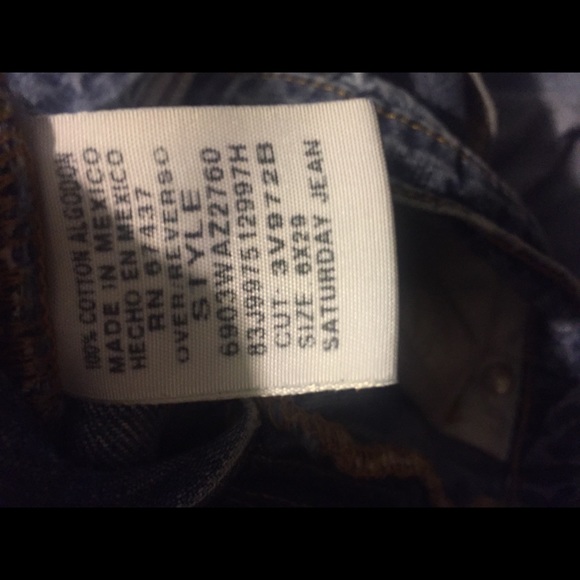 100% COTTON ALGODON
MADE IN MEXICO
HECHO EN MEXICO
RN 67437
OVER/REVERSO
STYLE
6903WAZ2760
83J997512997H
CUT- 3V972B
SIZE 6X29
SATURDAY JEAN